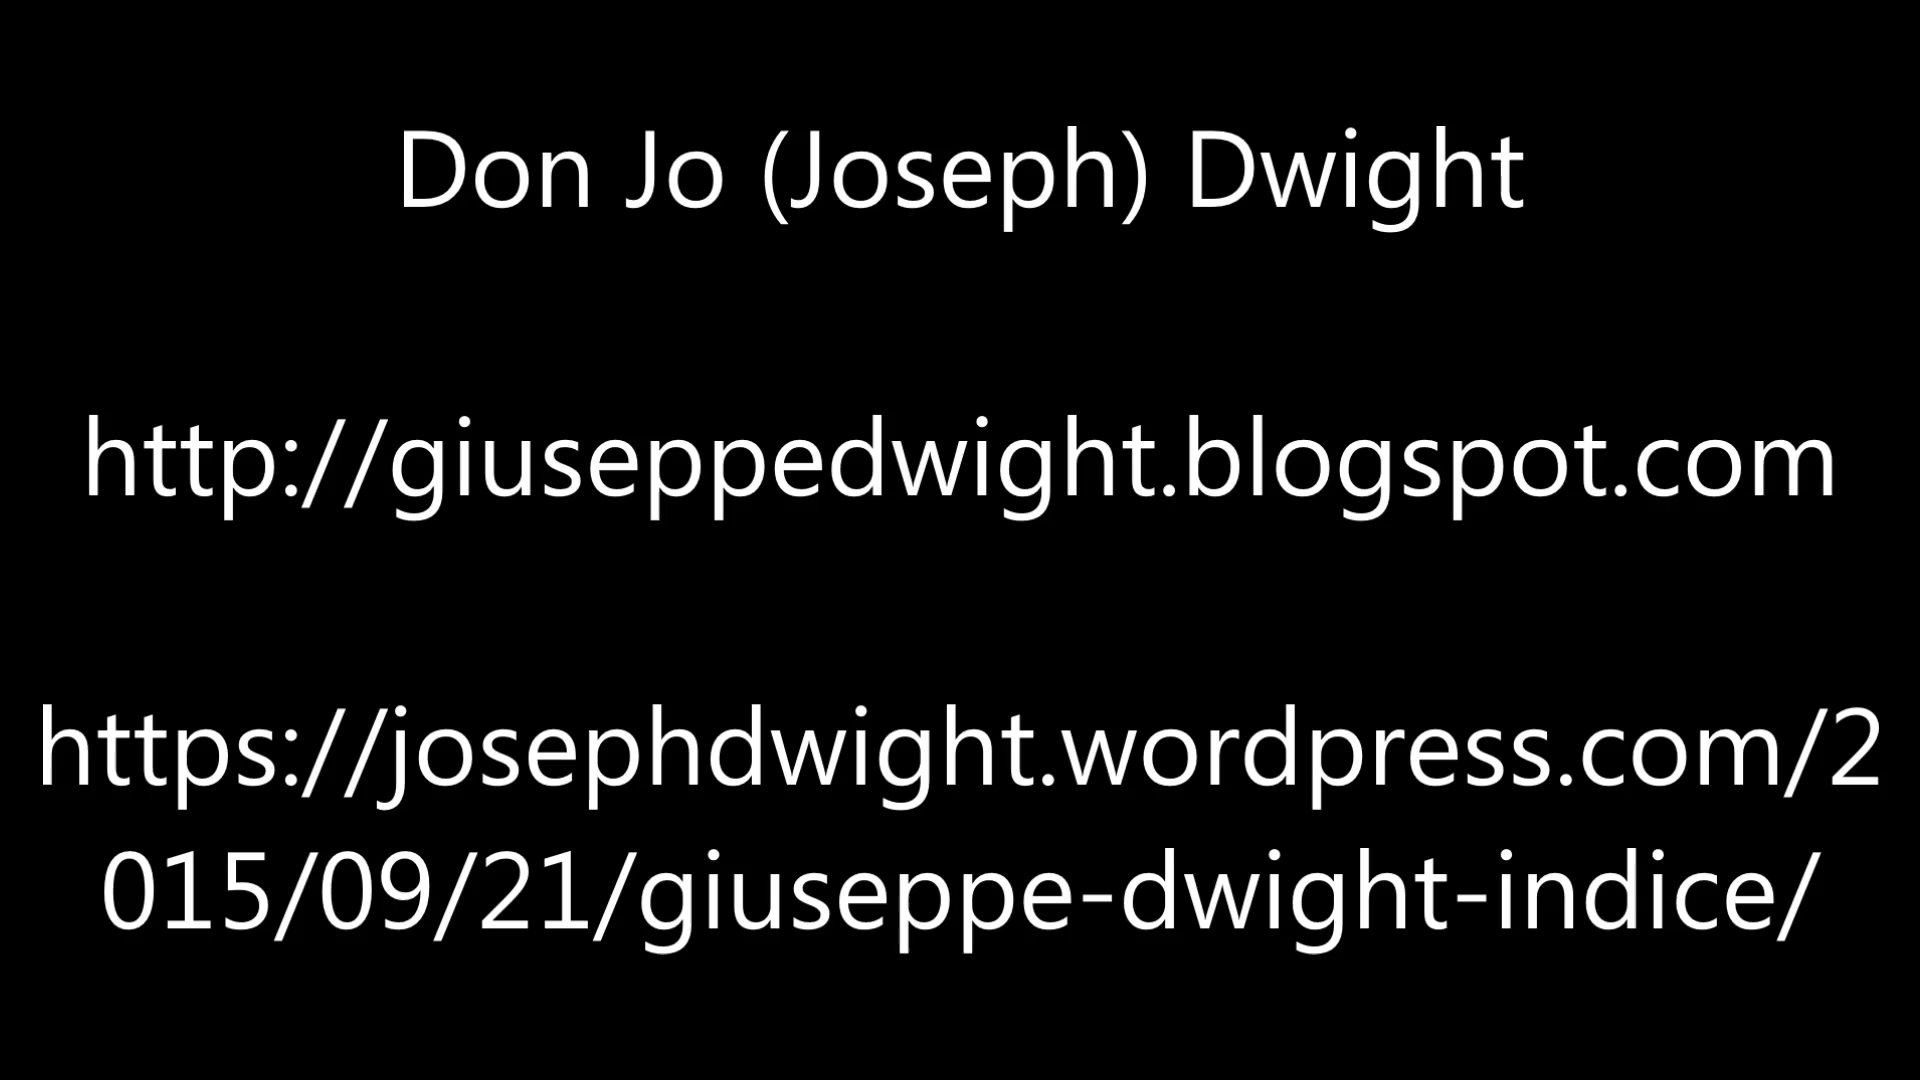 Don Jo (Joseph) Dwight
http://giuseppedwight.blogspot.com
https://josephdwight.wordpress.com/2
015/09/21/giuseppe-dwight-indice/